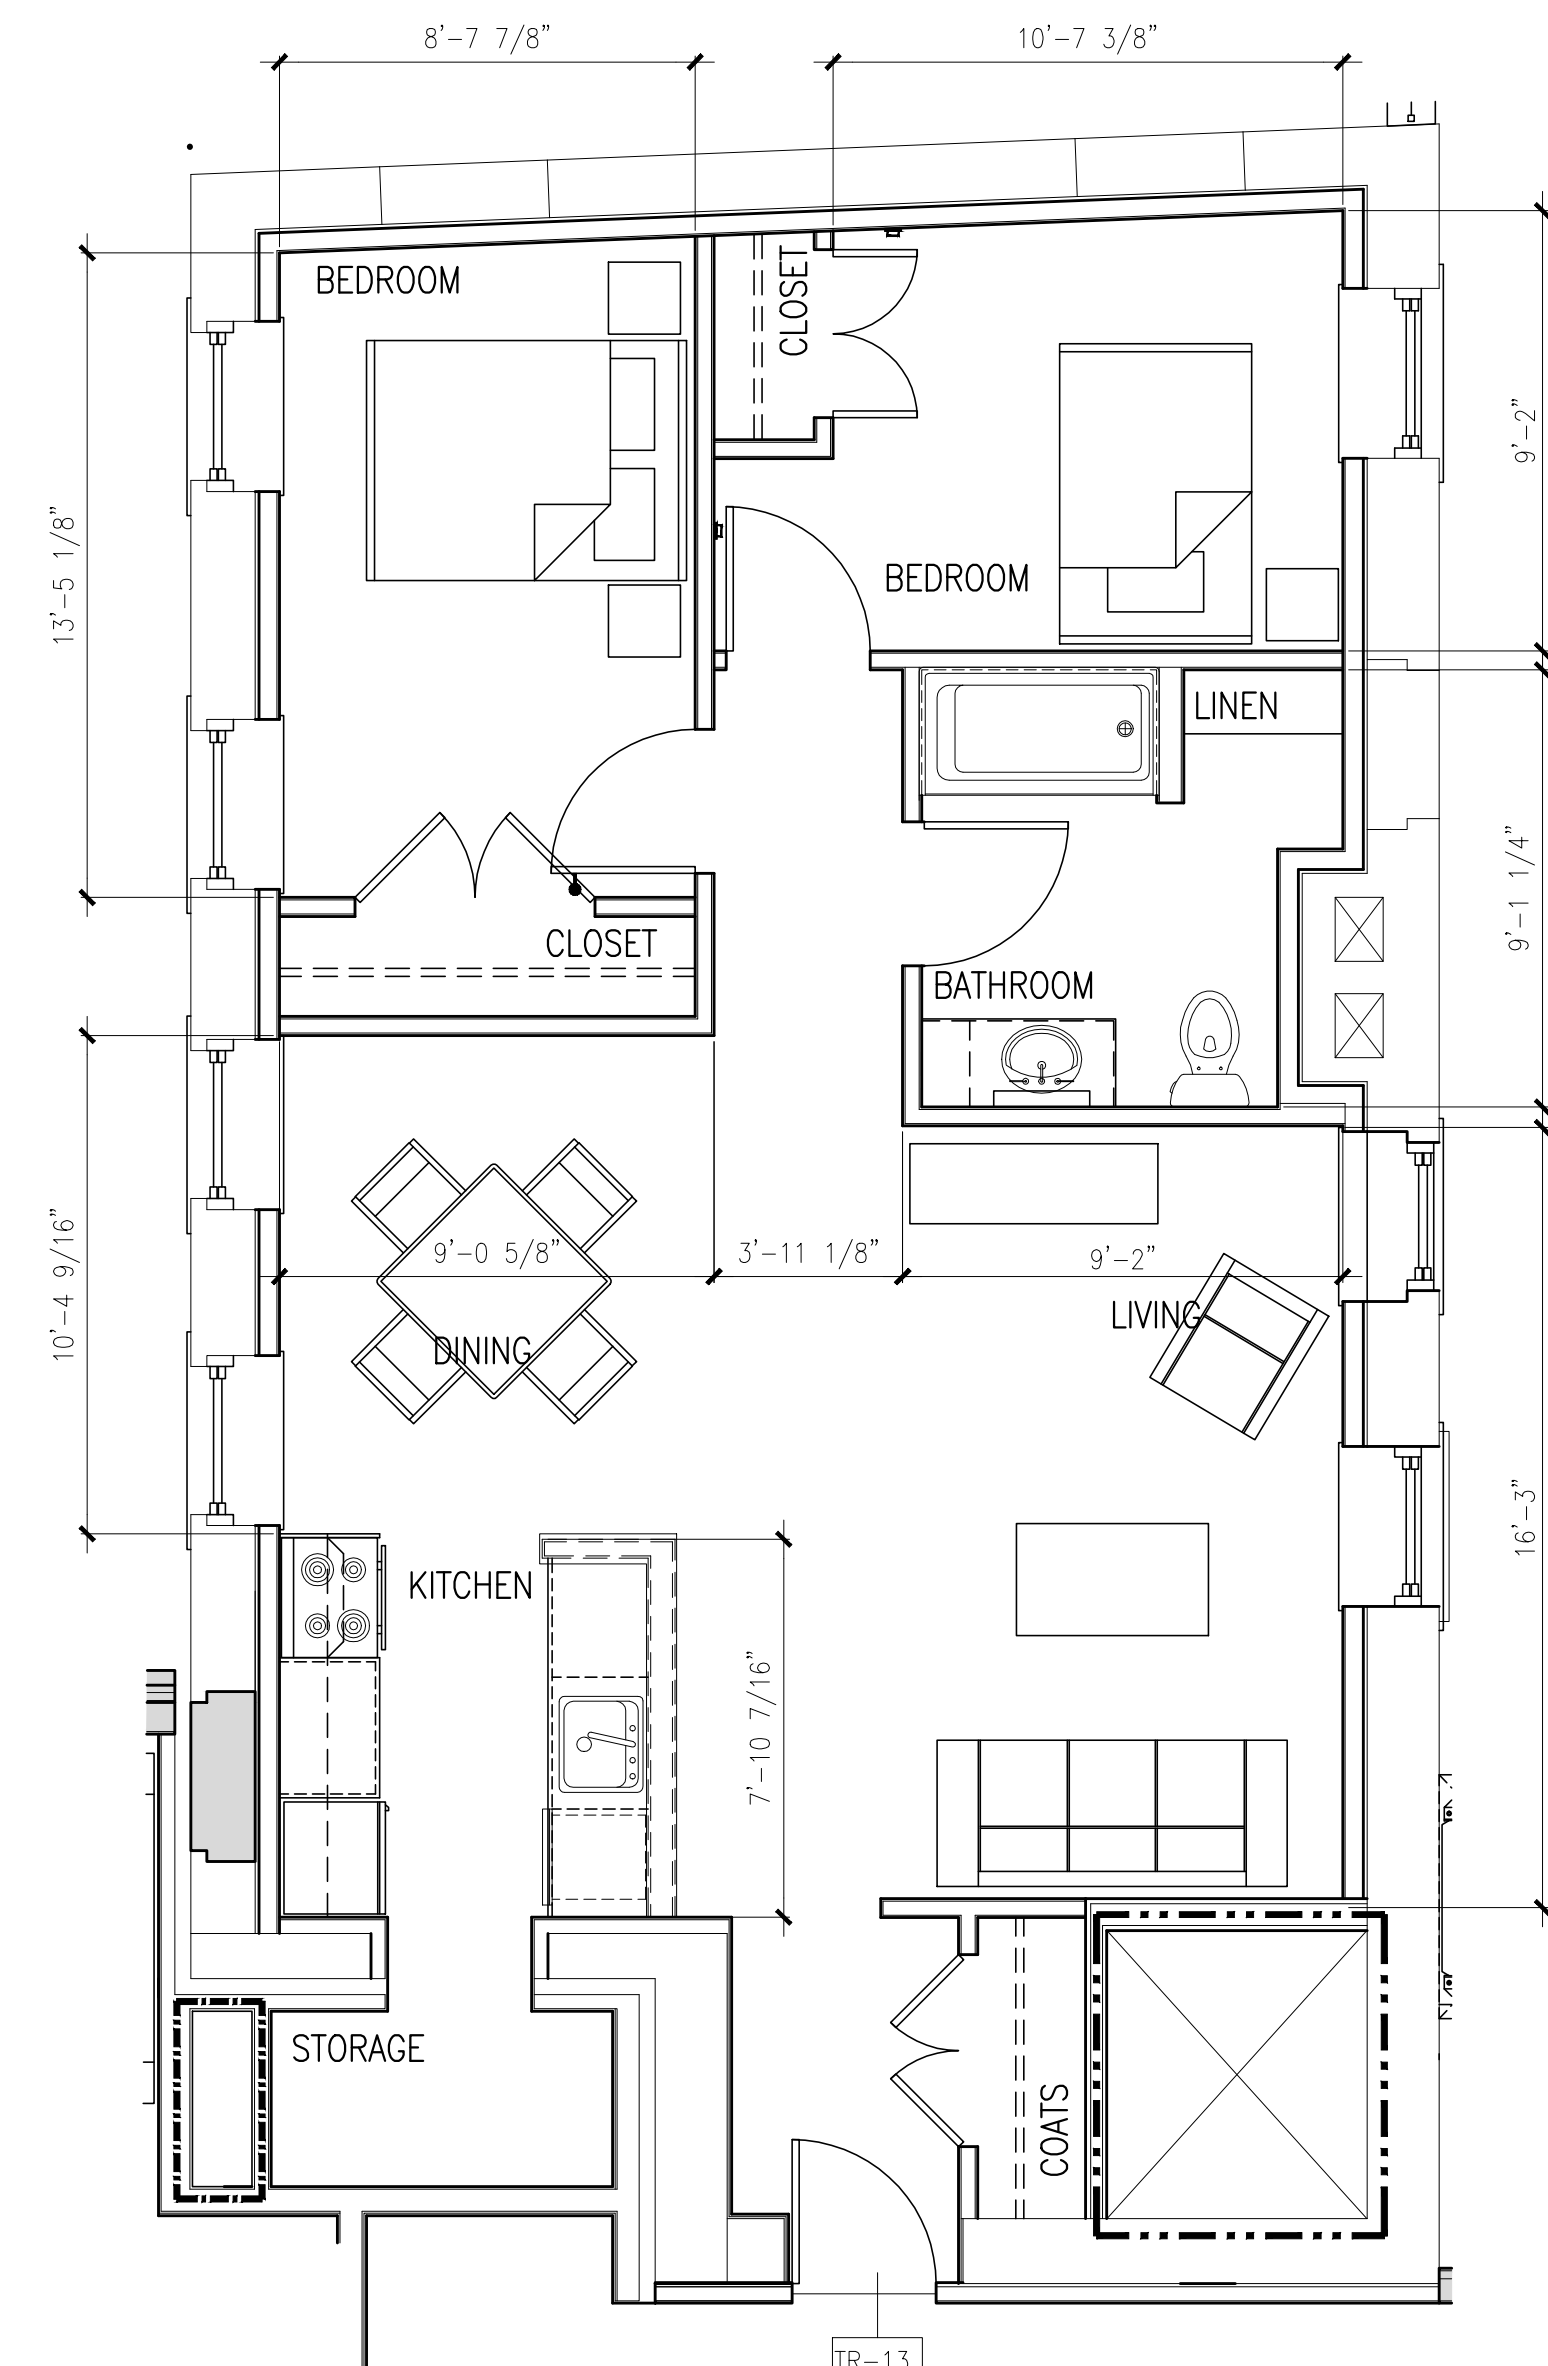 8'-7 7/8"
10'-7 3/8"
BEDROOM
CLOSET
9'-2"
13'-5 1/8"
BEDROOM
LINEN
9'-1 1/4"
CLOSET
BATHROOM
10'-4 9/16"
9'-0 5/8"
3'-11 1/8"
9'-2"
LIVING
DINING
16'-3"
KITCHEN
7'-10 7/16"
STORAGE
COATS
TR-13